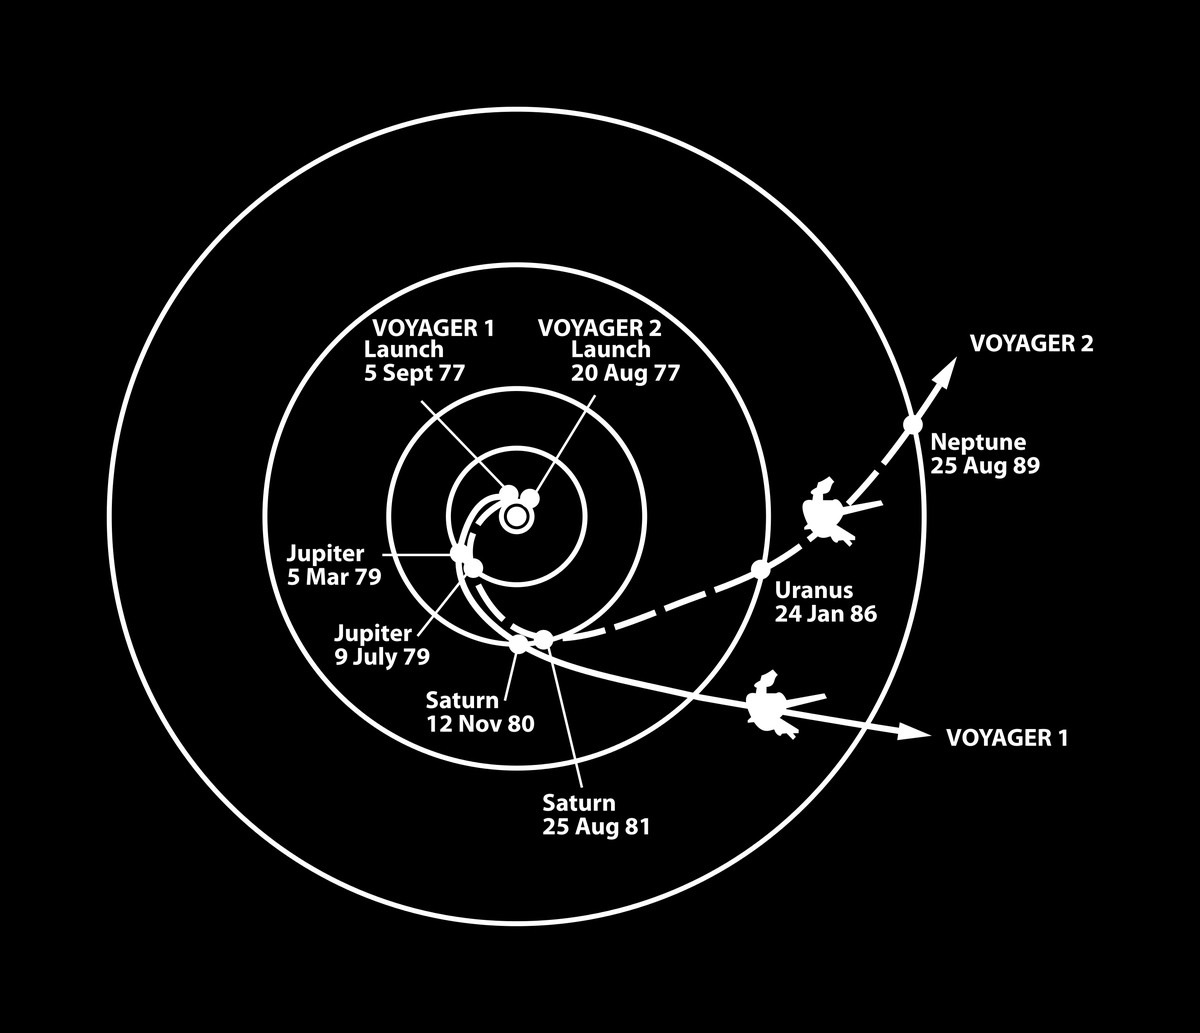 VOYAGER 1
Launch
5 Sept 77
VOYAGER 2
Launch
20 Aug 77
VOYAGER 2
Neptune
25 Aug 89
Jupiter
5 Mar 79
Uranus
24 Jan 86
Jupiter
9 July 79
Saturn
12 Nov 80
VOYAGER 1
Saturn
25 Aug 81